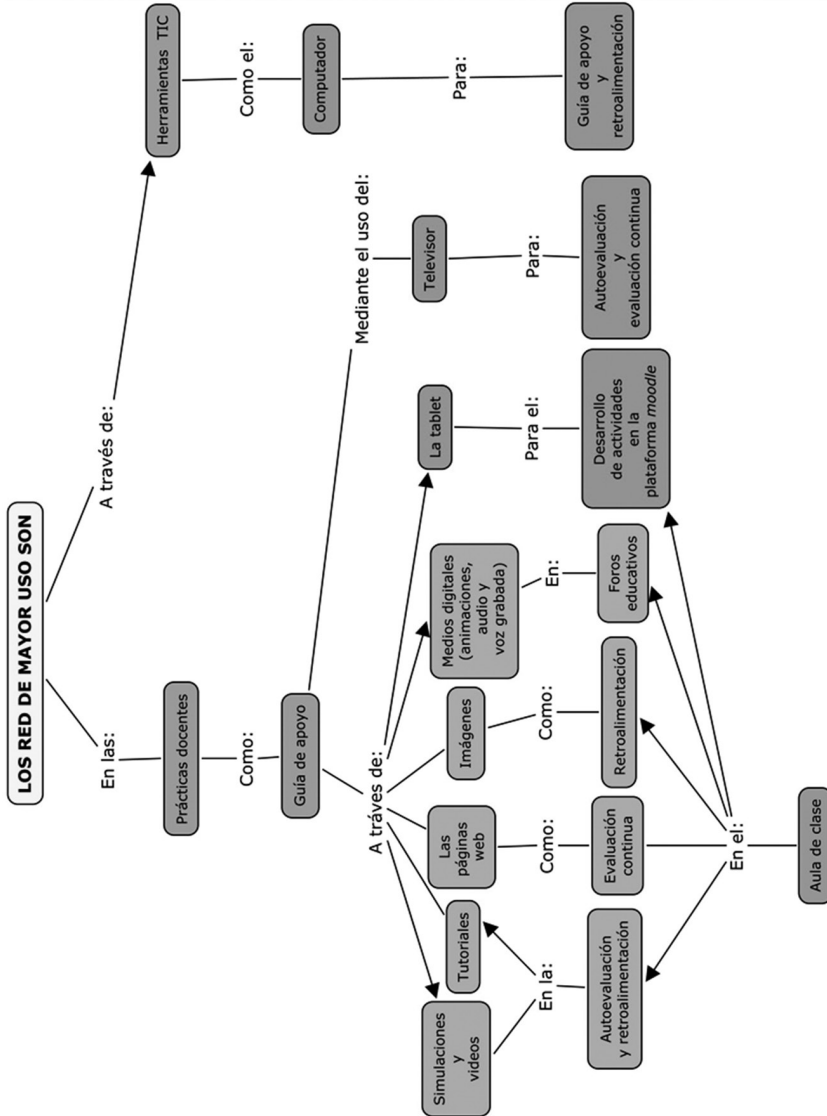 LOS RED DE MAYOR USO SON
En las:
A través de:
Prácticas docentes
Herramientas TIC
Como:
Como el:
Guía de apoyo
Computador
A tráves de:
Mediante el uso del:
Para:
Simulaciones
y
videos
Tutoriales
Las
páginas
web
Imágenes
Medios digitales
(animaciones,
audio y
voz grabada)
La tablet
Televisor
En la:
Como:
Como:
En:
Para el:
Para:
Autoevaluación
y retroalimentación
Evaluación
continua
Retroalimentación
Foros
educativos
Desarrollo
de actividades
en la
plataforma moodle
Autoevaluación
y
evaluación continua
Guía de apoyo
y
retroalimentación
En el:
Aula de clase